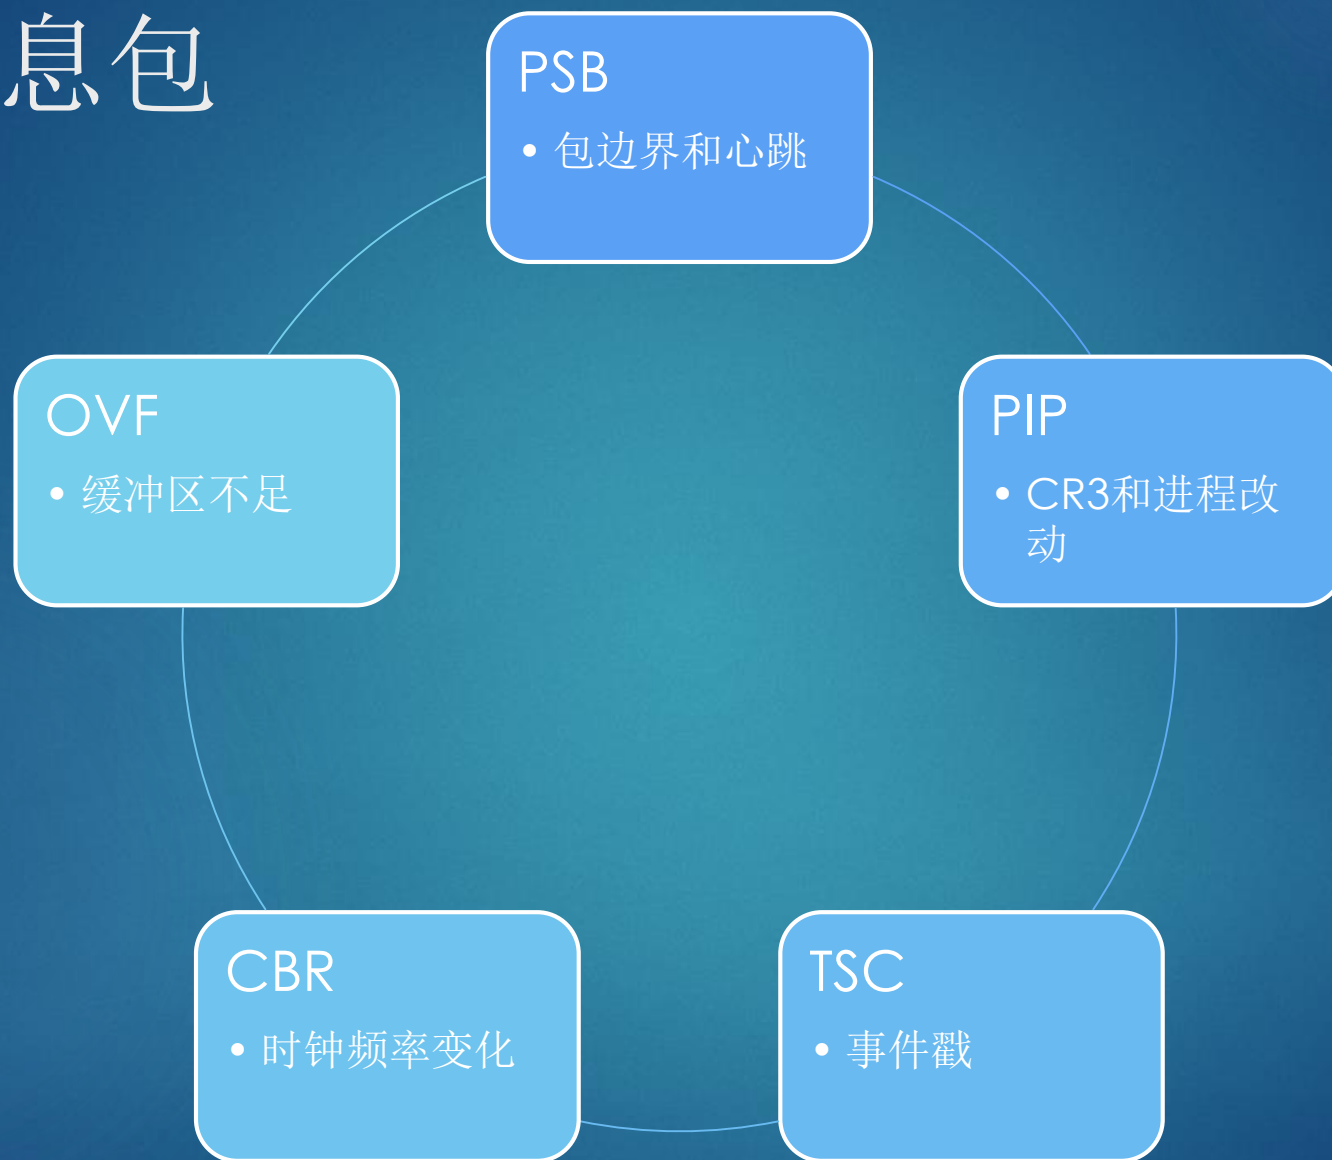 息包
PSB
• 包边界和心跳
PIP
• CR3和进程改
动
TSC
• 事件戳
CBR
• 时钟频率变化
OVF
• 缓冲区不足